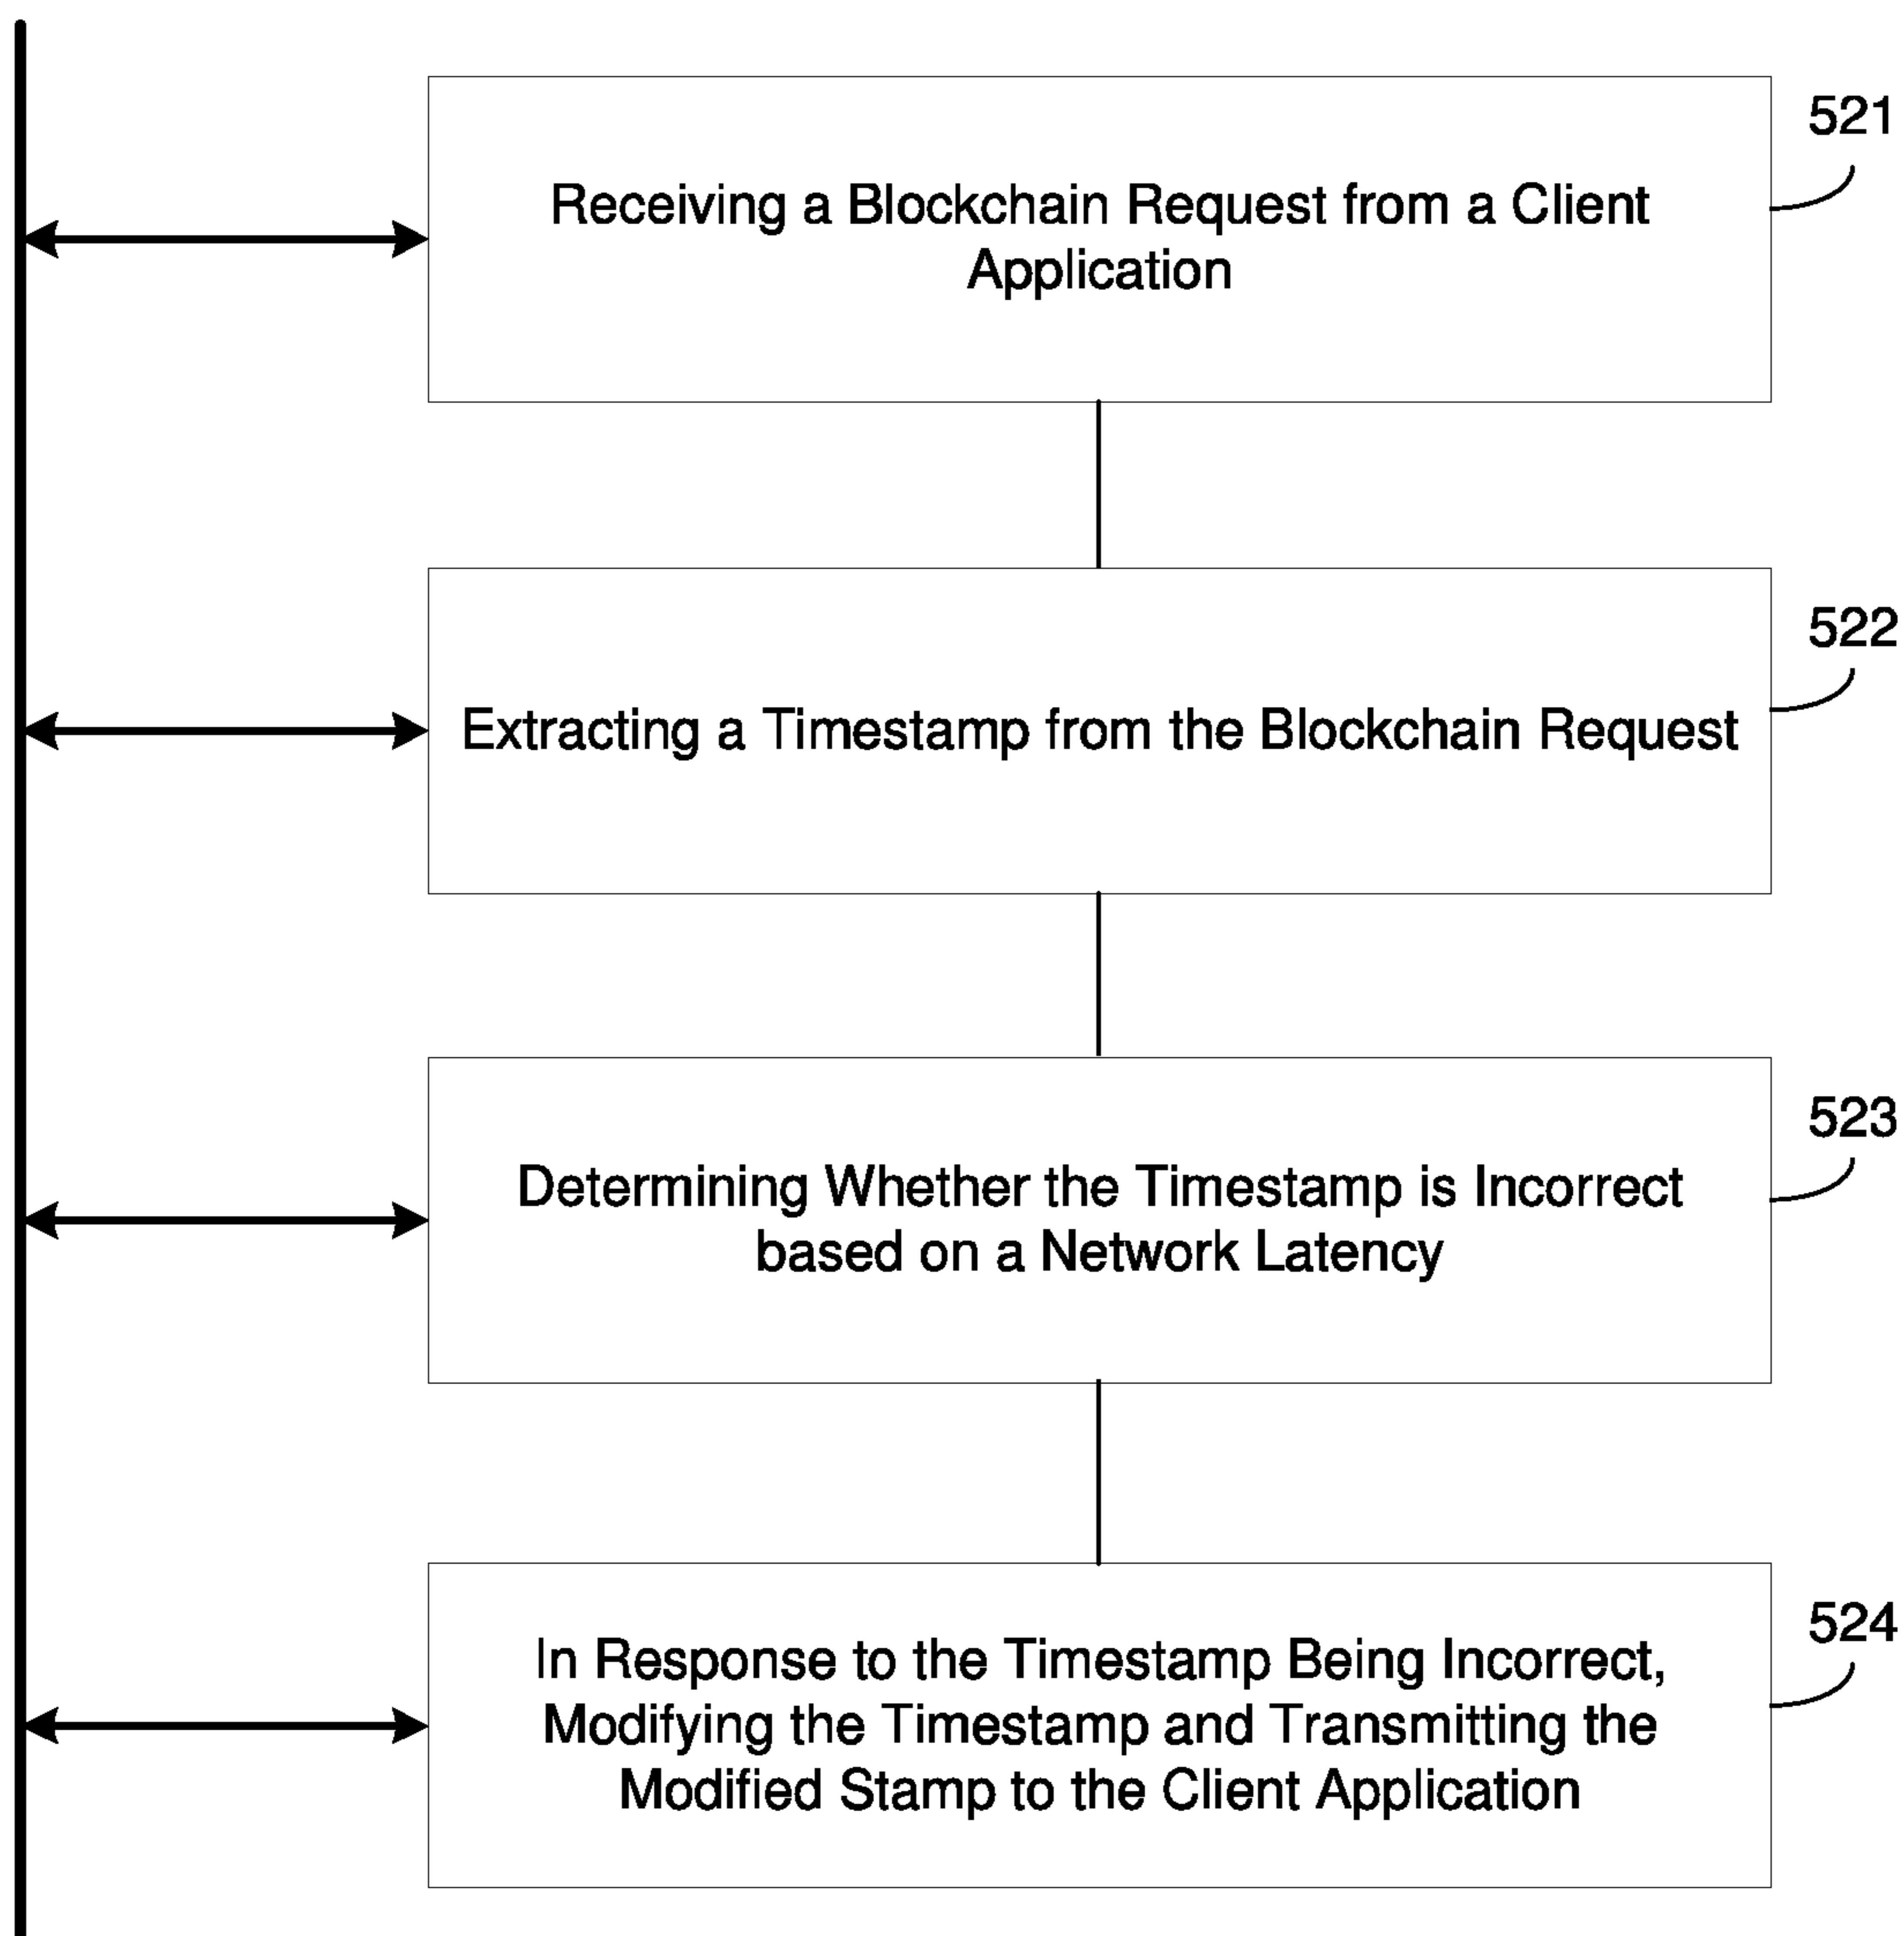 521
Receiving a Blockchain Request from a Client
Application
522
Extracting a Timestamp from the Blockchain Request
523
Determining Whether the Timestamp is Incorrect
based on a Network Latency
524
In Response to the Timestamp Being Incorrect,
Modifying the Timestamp and Transmitting the
Modified Stamp to the Client Application